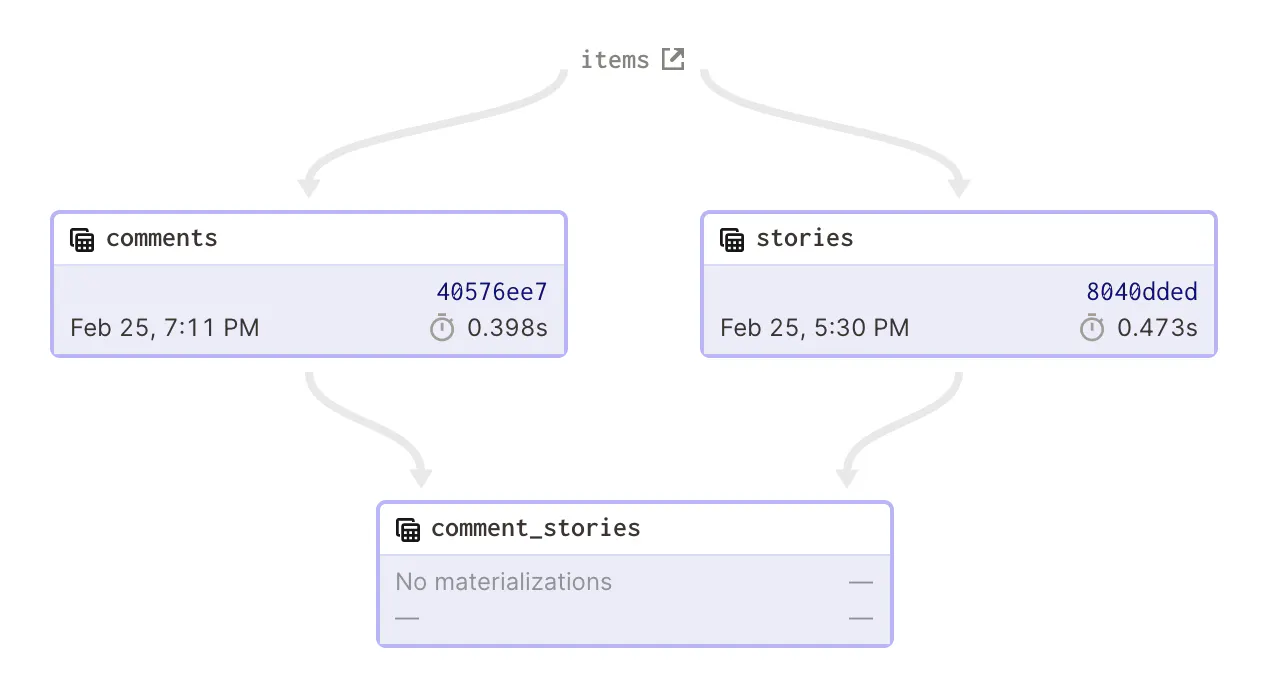 items
comments
40576ee7
Feb 25, 7:11 PM 0.398s
stories
8040dded
Feb 25, 5:30 PM 0.473s
comment_stories
No materializations —
— —